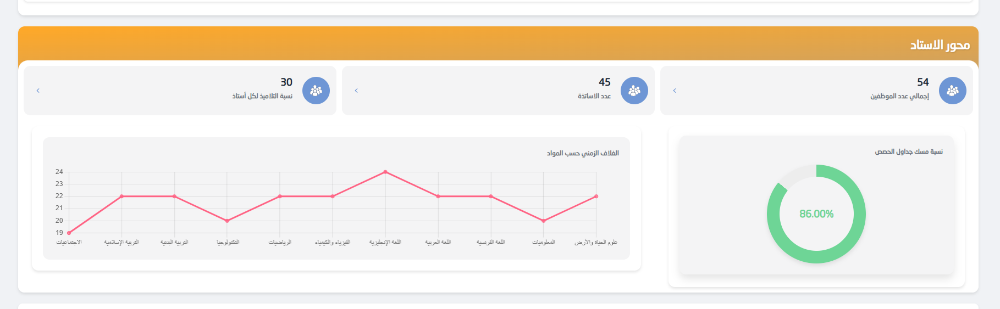 محور الاستاد
54
إجمالي عدد الموظفين
45
عدد الاساتذة
30
نسبة التلاميذ لكل أستاذ
نسبة مسك جداول الحصص
86.00%
الغلاف الزمني حسب المواد
24
23
22
21
20
19
الاجتماعيات
التربية الإسلامية
التربية البدنية
التكنولوجيا
الرياضيات
الفيزياء والكيمياء
اللغة الإنجليزية
اللغة العربية
اللغة الفرنسية
المعلوميات
علوم الحياة والأرض